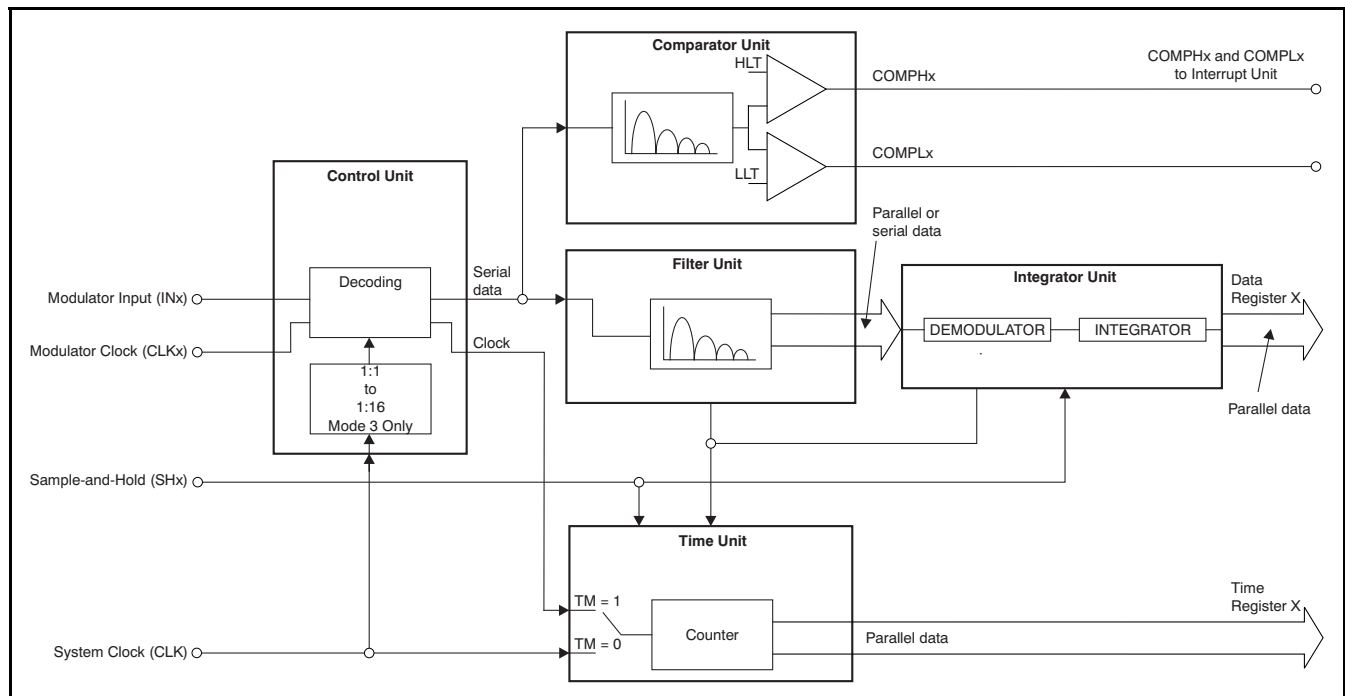 Comparator Unit
HLT
COMPHx
COMPHx and COMPLx
to Interrupt Unit
COMPLx
LLT
Control Unit
Parallel or
serial data
Decoding
Serial
data
Filter Unit
Integrator Unit
Data
Register X
Modulator Input (INx)
DEMODULATOR
INTEGRATOR
Modulator Clock (CLKx)
Clock
1:1
to
1:16
Mode 3 Only
Parallel data
Sample-and-Hold (SHx)
Time Unit
TM = 1
Time
Register X
Counter
TM = 0
Parallel data
System Clock (CLK)